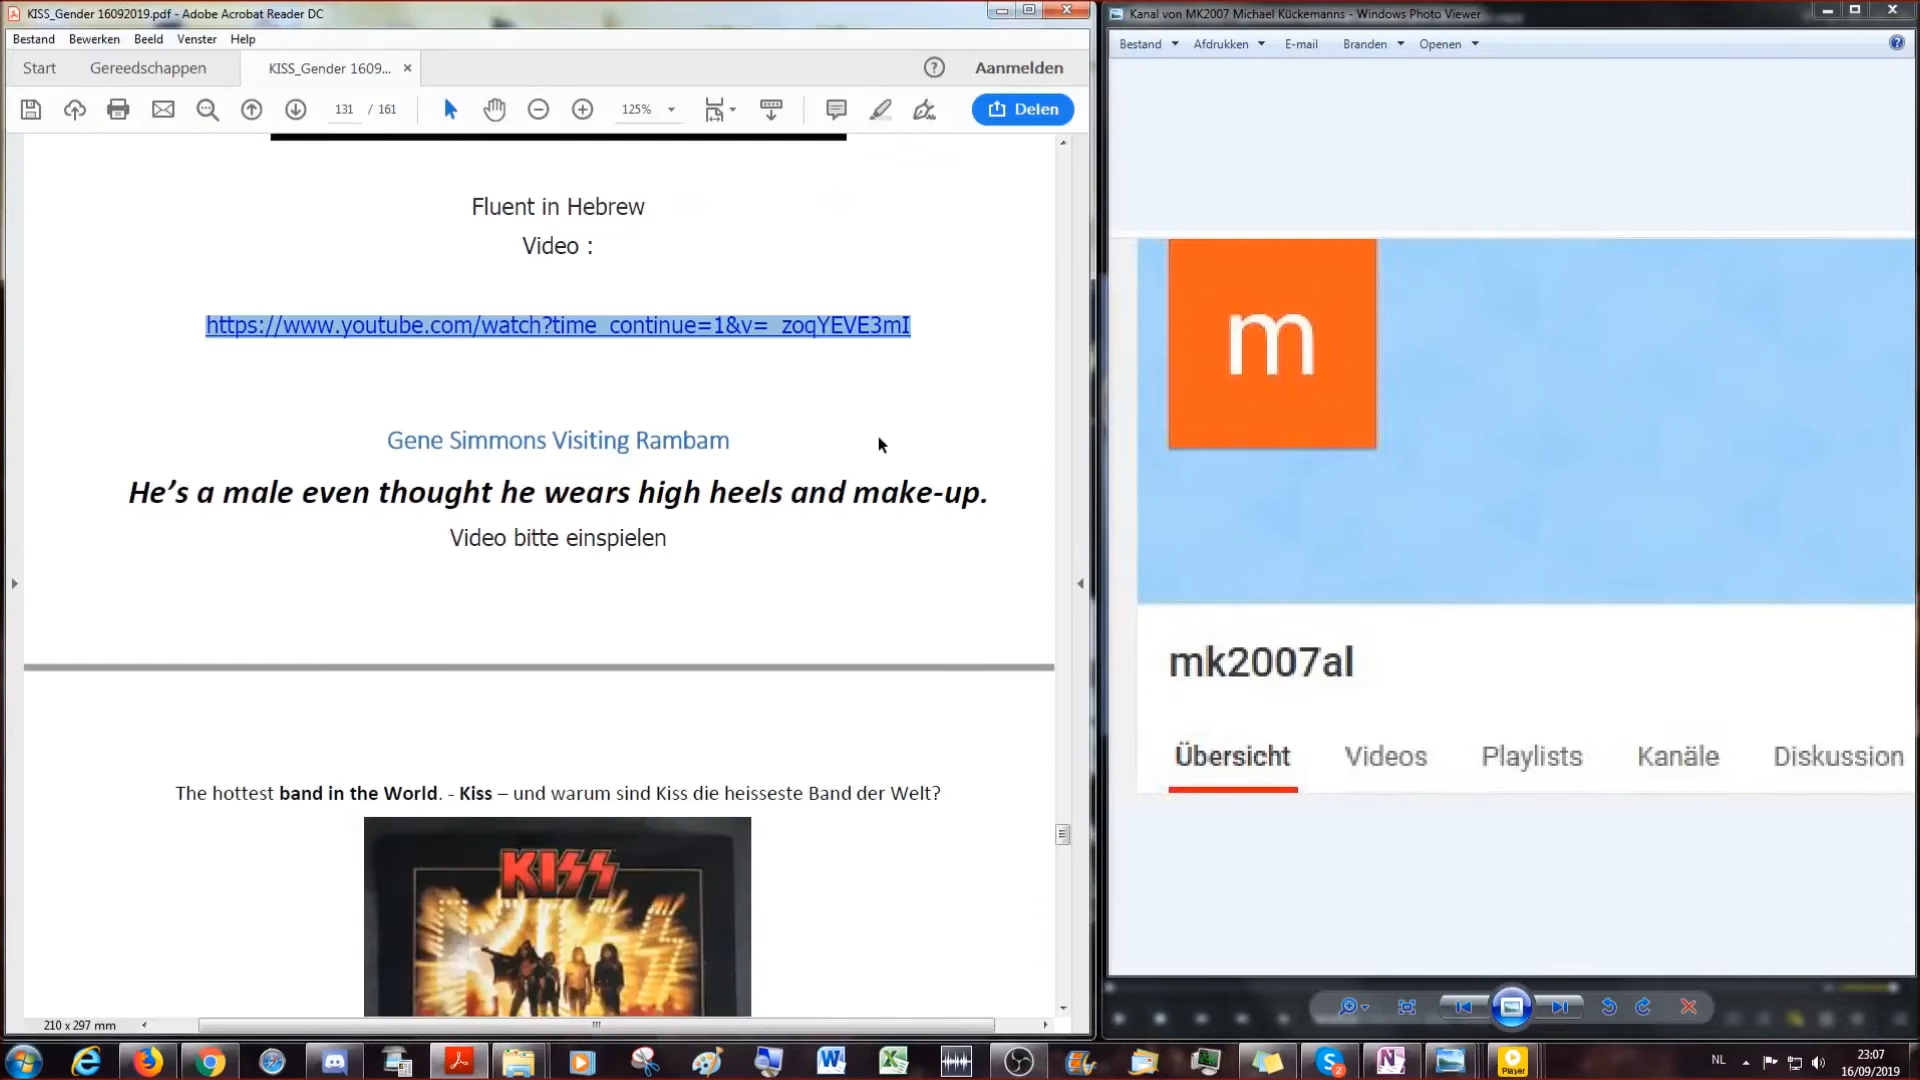 KISS_Gender 16092019.pdf - Adobe Acrobat Reader DC
Bestand Bewerken Beeld Venster Help
Start Gereedschappen KISS_Gender 1609... × Aanmelden
131 / 161 125% Delen
Fluent in Hebrew
Video :
https://www.youtube.com/watch?time_continue=1&v=_zoqYEVE3mI
Gene Simmons Visiting Rambam
He's a male even thought he wears high heels and make-up.
Video bitte einspielen
The hottest band in the World. - Kiss – und warum sind Kiss die heisseste Band der Welt?
KISS
210 x 297 mm
Kanal von MK2007 Michael Kückemanns - Windows Photo Viewer
Bestand Afdrukken E-mail Branden Openen
m
mk2007al
Übersicht Videos Playlists Kanäle Diskussion
Player
NL
23:07
16/09/2019